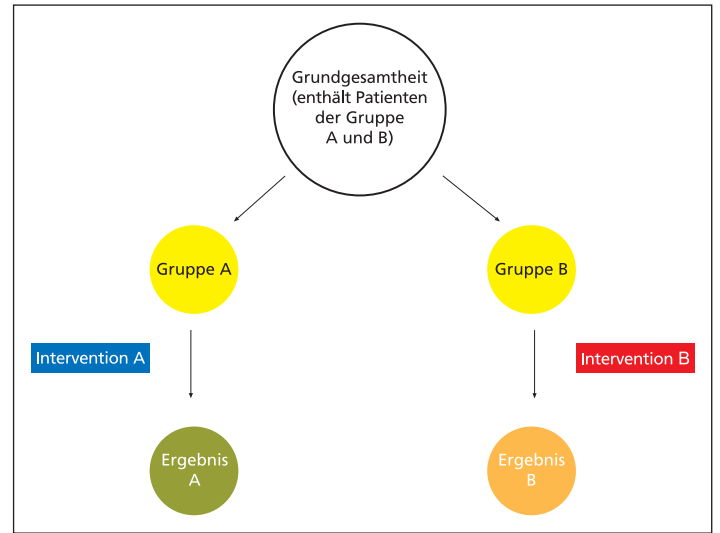 Grundgesamtheit
(enthält Patienten
der Gruppe
A und B)
Gruppe A
Gruppe B
Intervention A
Intervention B
Ergebnis
A
Ergebnis
B